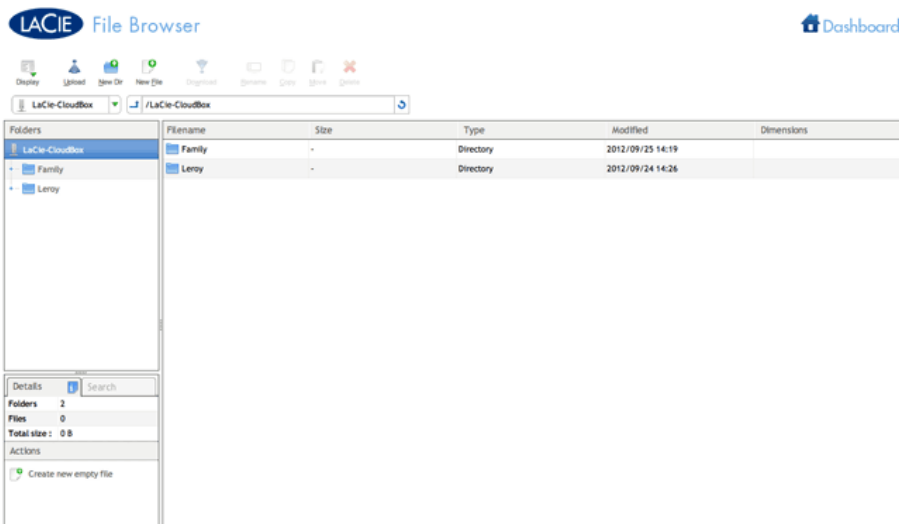 LACIE File Browser
Dashboard
Display Upload New Dir New File Download Rename Copy Move Delete
LaCie-CloudBox /LaCie-CloudBox
Folders
LaCie-CloudBox
Family
Leroy
Filename Size Type Modified Dimensions
Family - Directory 2012/09/25 14:19
Leroy - Directory 2012/09/24 14:26
Details Search
Folders 2
Files 0
Total size : 0 B
Actions
Create new empty file